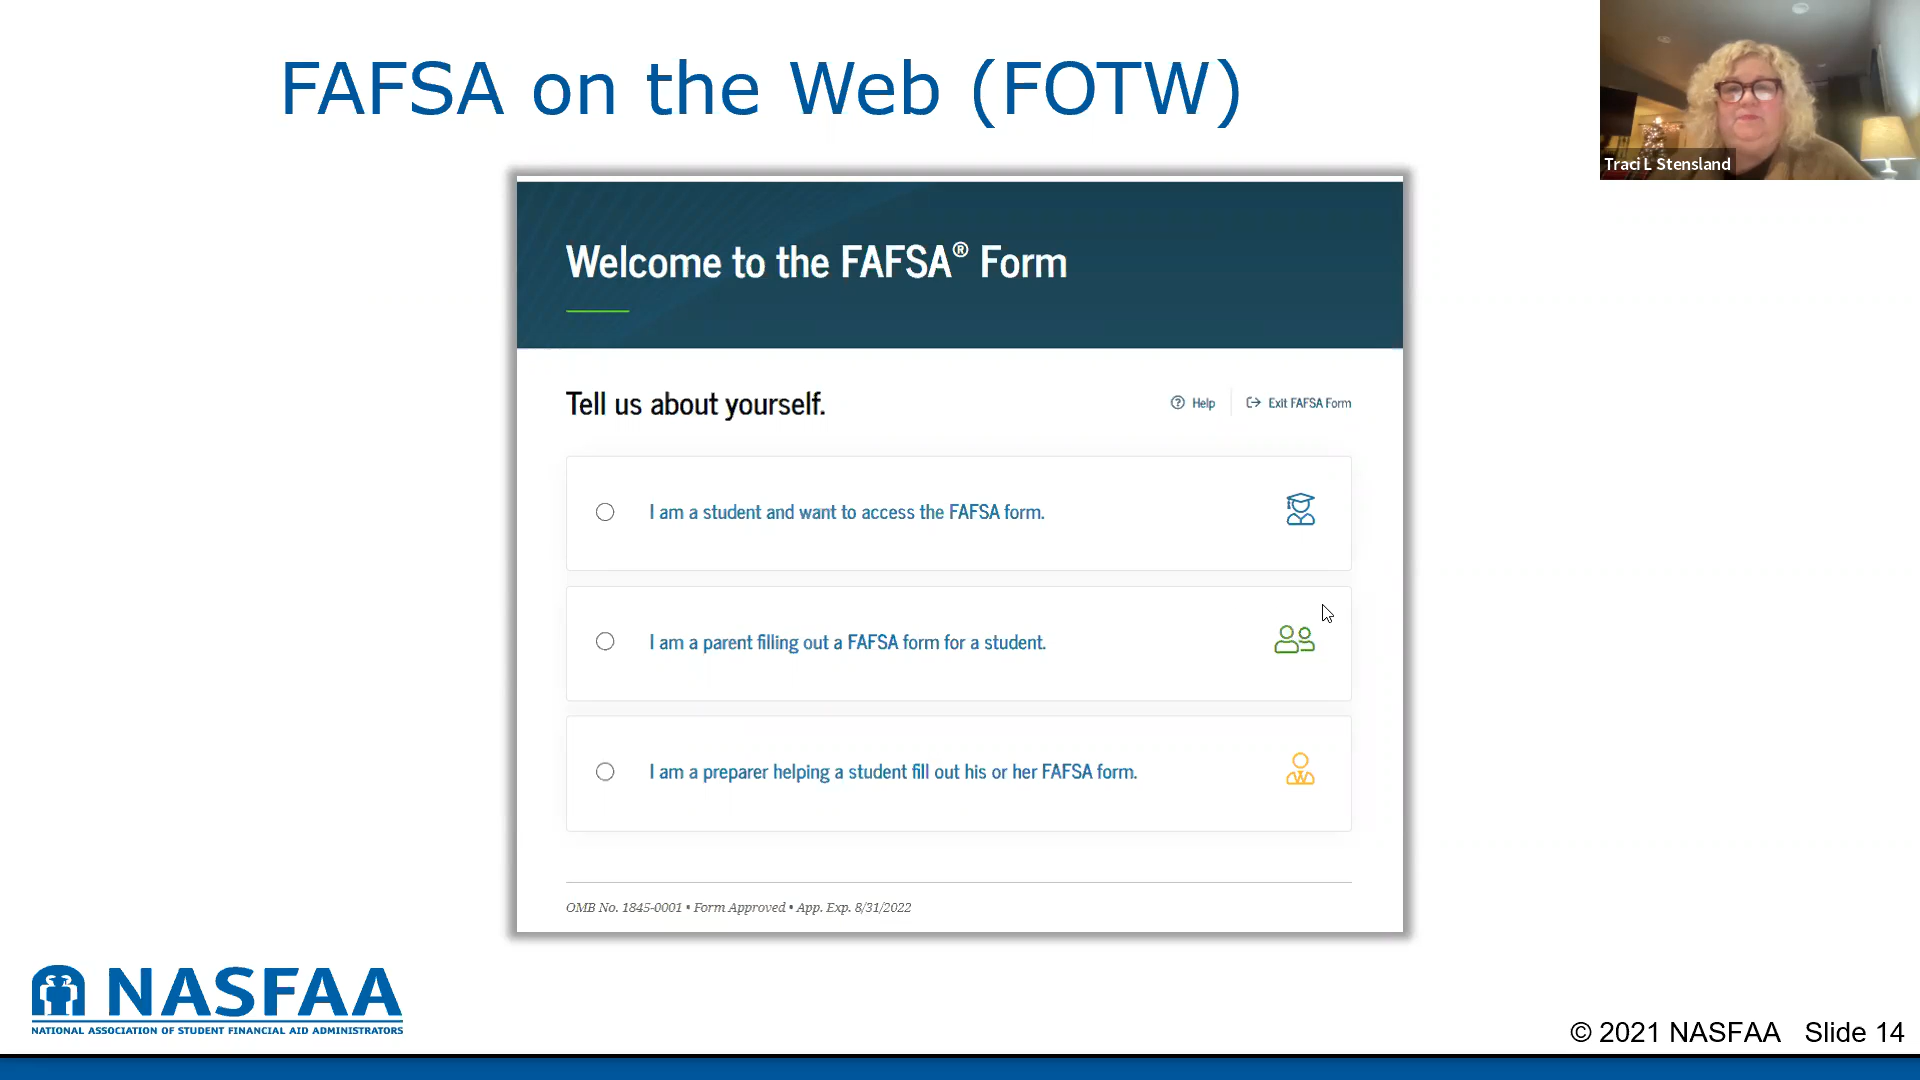 FAFSA on the Web (FOTW)
Traci L Stensland
Welcome to the FAFSA® Form
Tell us about yourself.
Help
Exit FAFSA Form
I am a student and want to access the FAFSA form.
I am a parent filling out a FAFSA form for a student.
I am a preparer helping a student fill out his or her FAFSA form.
OMB No. 1845-0001 • Form Approved • App. Exp. 8/31/2022
NASFAA
NATIONAL ASSOCIATION OF STUDENT FINANCIAL AID ADMINISTRATORS
© 2021 NASFAA Slide 14